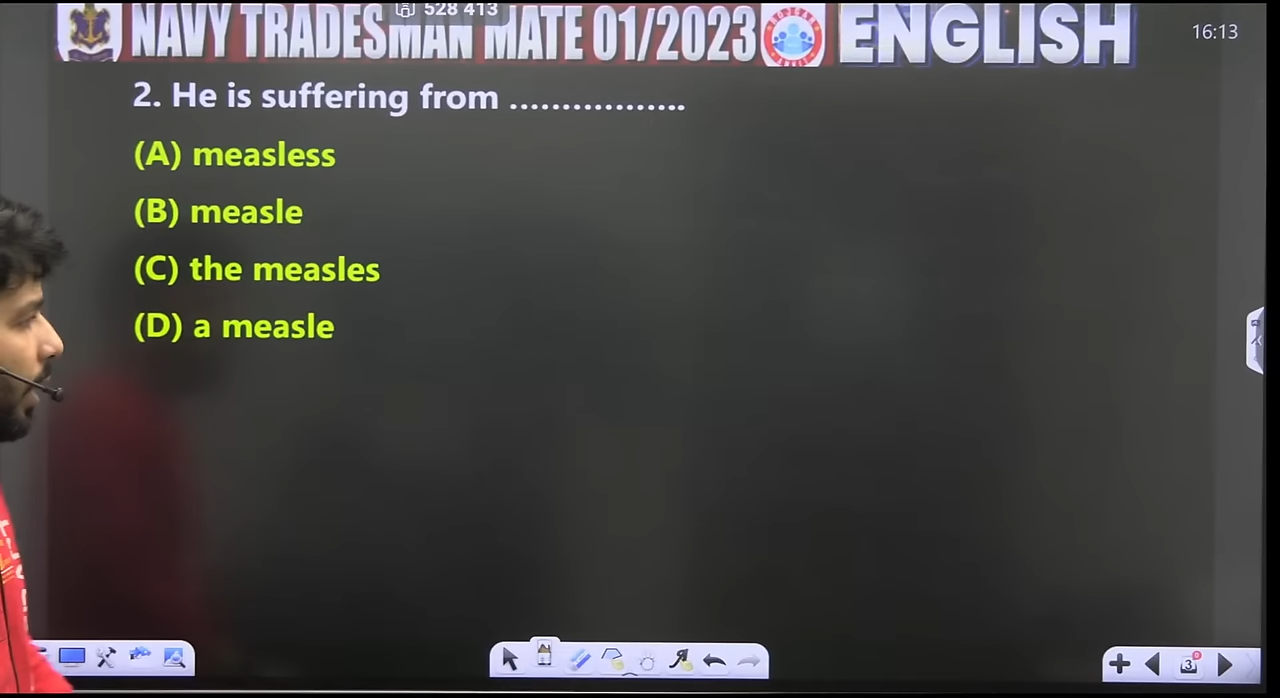 528 413
NAVY TRADESMAN MATE 01/2023 ENGLISH
16:13
2. He is suffering from .................
(A) measless
(B) measle
(C) the measles
(D) a measle
3